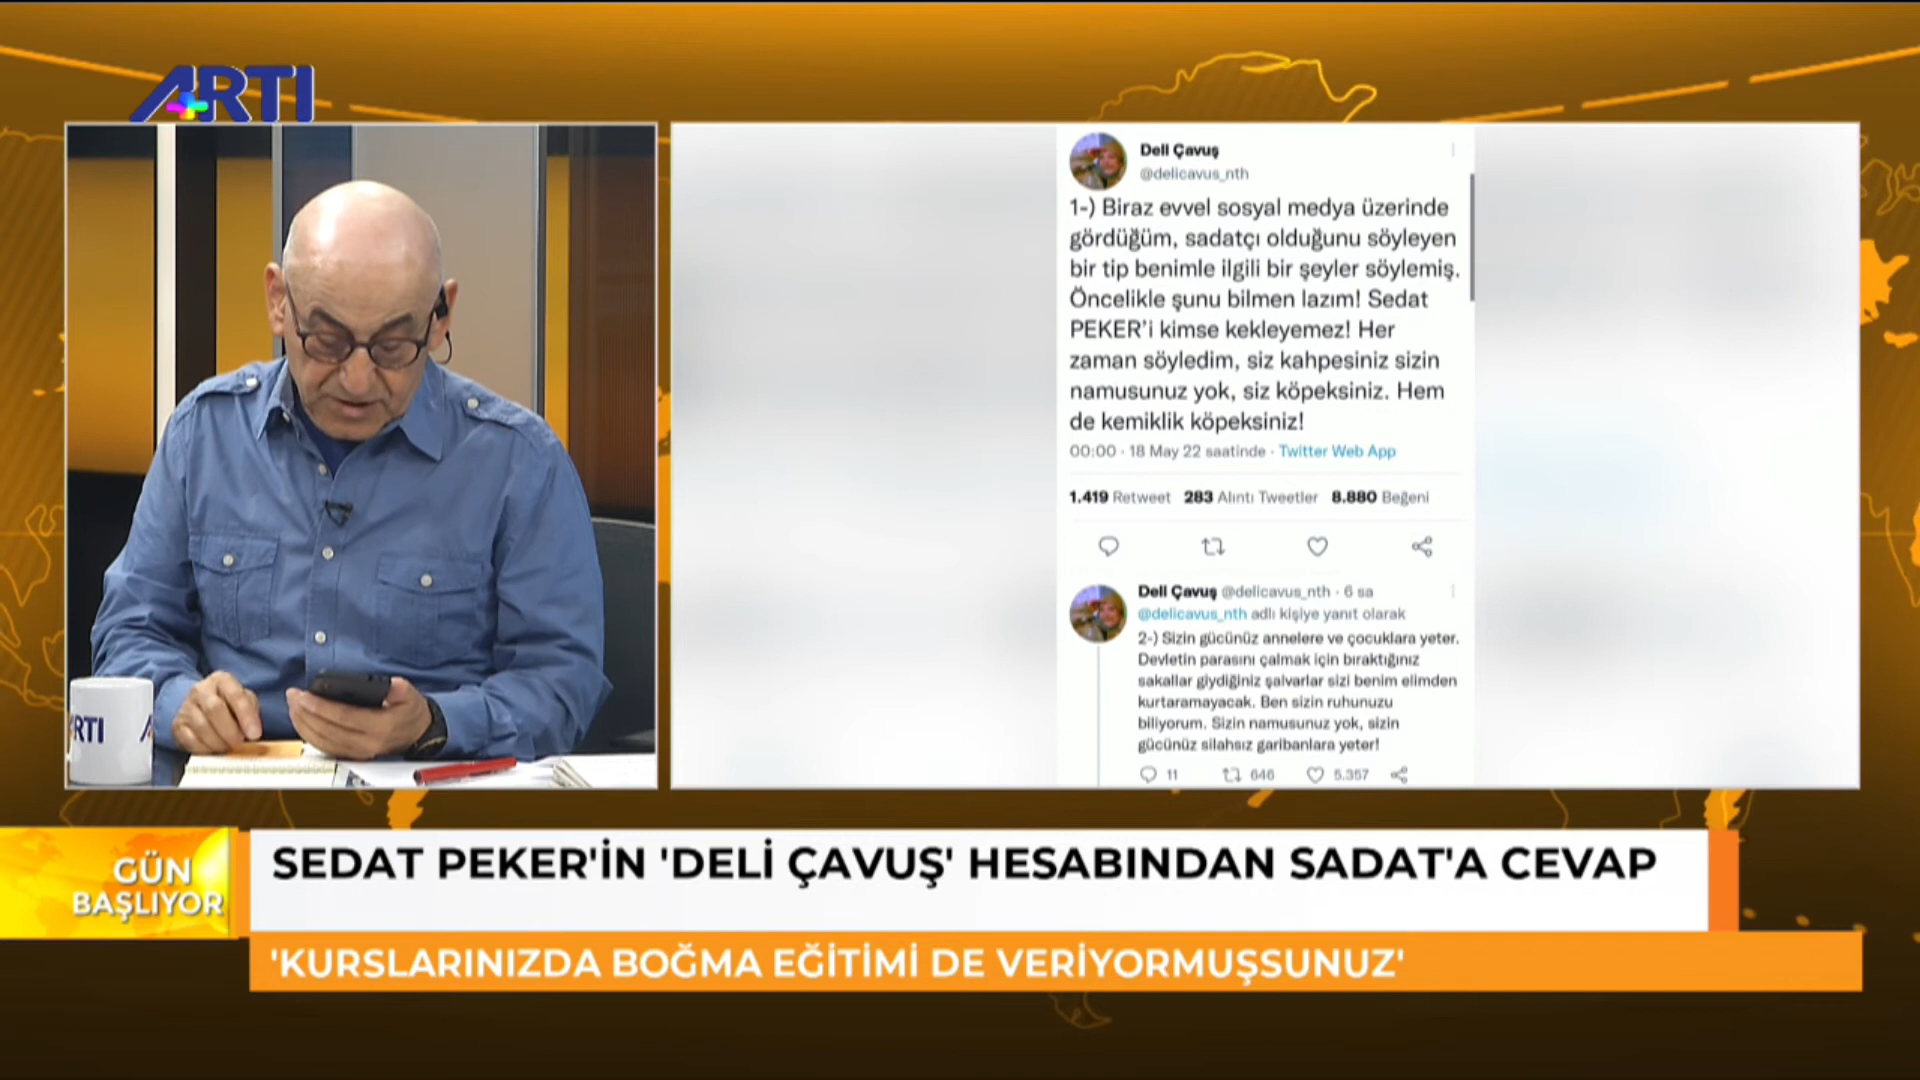 ARTI
Deli Çavuş
@delicavus_nth
1-) Biraz evvel sosyal medya üzerinde
gördüğüm, sadatçı olduğunu söyleyen
bir tip benimle ilgili bir şeyler söylemiş.
Öncelikle şunu bilmen lazım! Sedat
PEKER'i kimse kekleyemez! Her
zaman söyledim, siz kahpesiniz sizin
namusunuz yok, siz köpeksiniz. Hem
de kemiklik köpeksiniz!
00:00 · 18 May 22 saatinde · Twitter Web App
1.419 Retweet 283 Alıntı Tweetler 8.880 Beğeni
Deli Çavuş @delicavus_nth · 6 sa
@delicavus_nth adlı kişiye yanıt olarak
2-) Sizin gücünüz annelere ve çocuklara yeter.
Devletin parasını çalmak için bıraktığınız
sakallar giydiğiniz şalvarlar sizi benim elimden
kurtaramayacak. Ben sizin ruhunuzu
biliyorum. Sizin namusunuz yok, sizin
gücünüz silahsız garibanlara yeter!
11 646 5.357
RTI A
GÜN
BAŞLIYOR
SEDAT PEKER'İN 'DELİ ÇAVUŞ' HESABINDAN SADAT'A CEVAP
'KURSLARINIZDA BOĞMA EĞİTİMİ DE VERİYORMUŞSUNUZ'